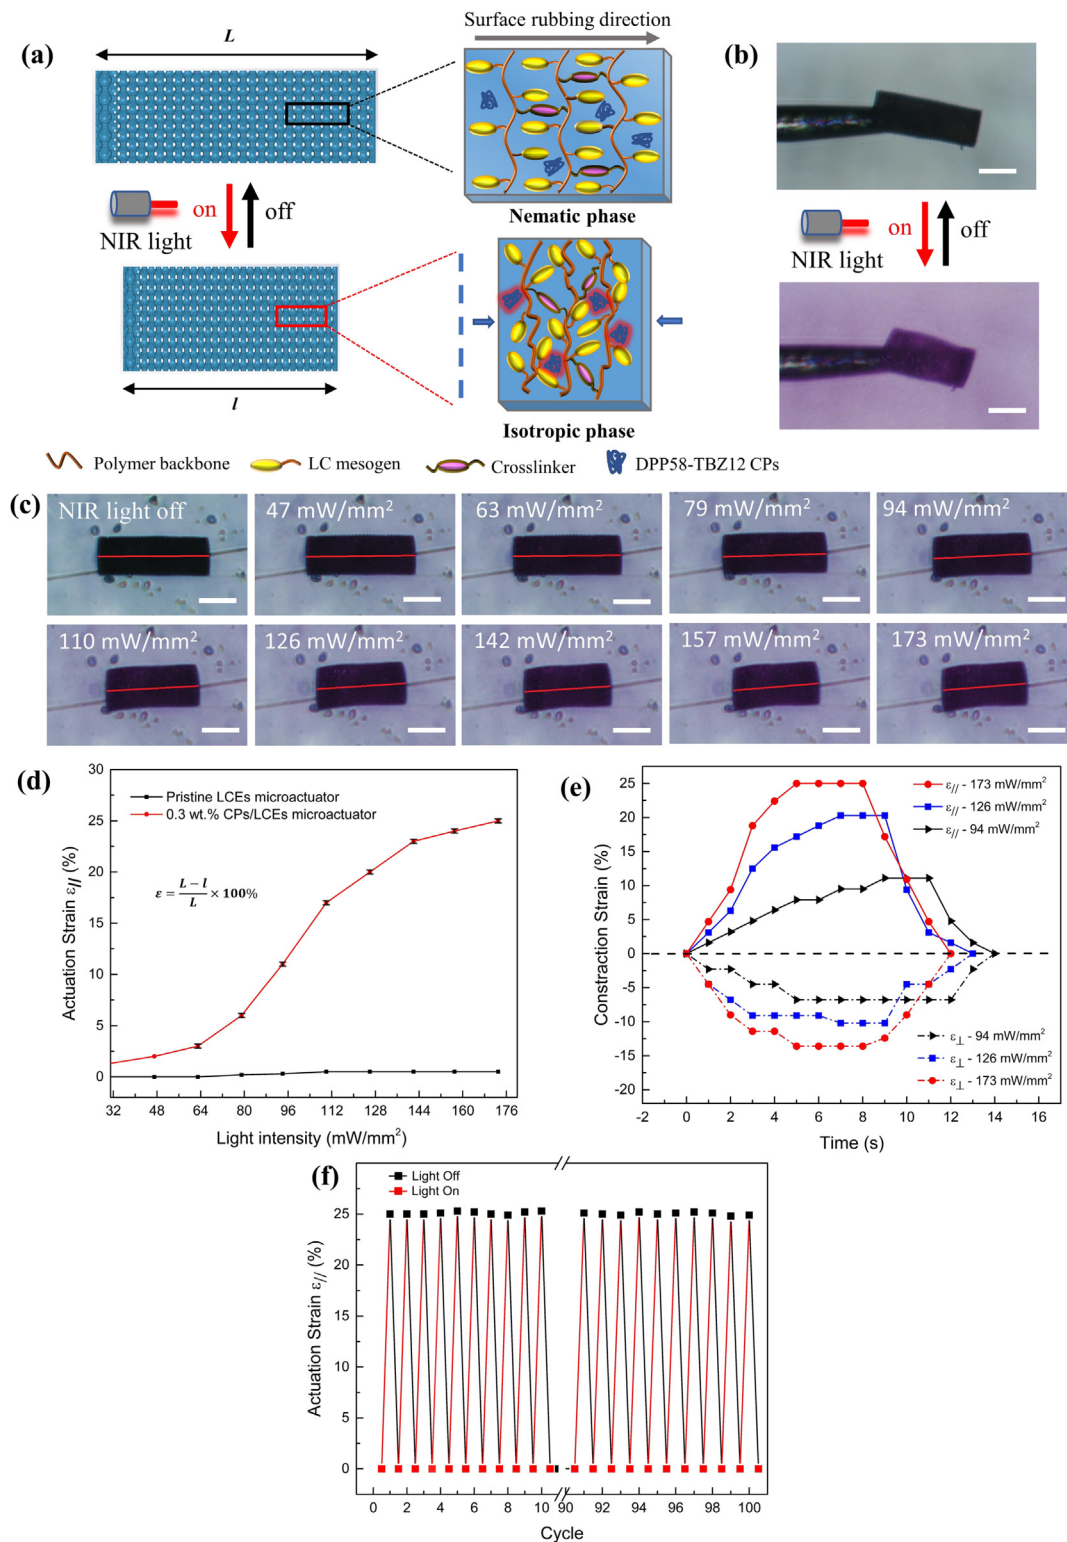 (a)
L
Surface rubbing direction
(b)
Nematic phase
on
off
NIR light
on
off
NIR light
l
Isotropic phase
Polymer backbone
LC mesogen
Crosslinker
DPP58-TBZ12 CPs
(c)
NIR light off
47 mW/mm²
63 mW/mm²
79 mW/mm²
94 mW/mm²
110 mW/mm²
126 mW/mm²
142 mW/mm²
157 mW/mm²
173 mW/mm²
(d)
30
25
20
15
10
5
0
Actuation Strain ε// (%)
Pristine LCEs microactuator
0.3 wt.% CPs/LCEs microactuator
ε = L − l / L × 100%
32 48 64 80 96 112 128 144 160 176
Light intensity (mW/mm²)
(e)
25
20
15
10
5
0
-5
-10
-15
-20
Constraction Strain (%)
ε// - 173 mW/mm²
ε// - 126 mW/mm²
ε// - 94 mW/mm²
ε⊥ - 94 mW/mm²
ε⊥ - 126 mW/mm²
ε⊥ - 173 mW/mm²
-2 0 2 4 6 8 10 12 14 16
Time (s)
(f)
Light Off
Light On
25
20
15
10
5
0
Actuation Strain ε// (%)
0 2 4 6 8 10 90 92 94 96 98 100
Cycle